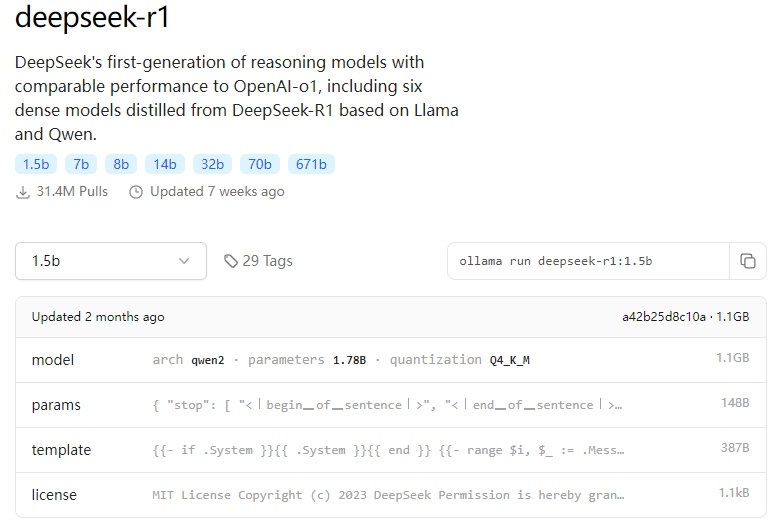 deepseek-r1
DeepSeek's first-generation of reasoning models with
comparable performance to OpenAI-o1, including six
dense models distilled from DeepSeek-R1 based on Llama
and Qwen.
1.5b 7b 8b 14b 32b 70b 671b
31.4M Pulls Updated 7 weeks ago
1.5b 29 Tags ollama run deepseek-r1:1.5b
Updated 2 months ago a42b25d8c10a · 1.1GB
model arch qwen2 · parameters 1.78B · quantization Q4_K_M 1.1GB
params { "stop": [ "<｜begin▁of▁sentence｜>", "<｜end▁of▁sentence｜>… 148B
template {{- if .System }}{{ .System }}{{ end }} {{- range $i, $_ := .Mess… 387B
license MIT License Copyright (c) 2023 DeepSeek Permission is hereby gran… 1.1kB